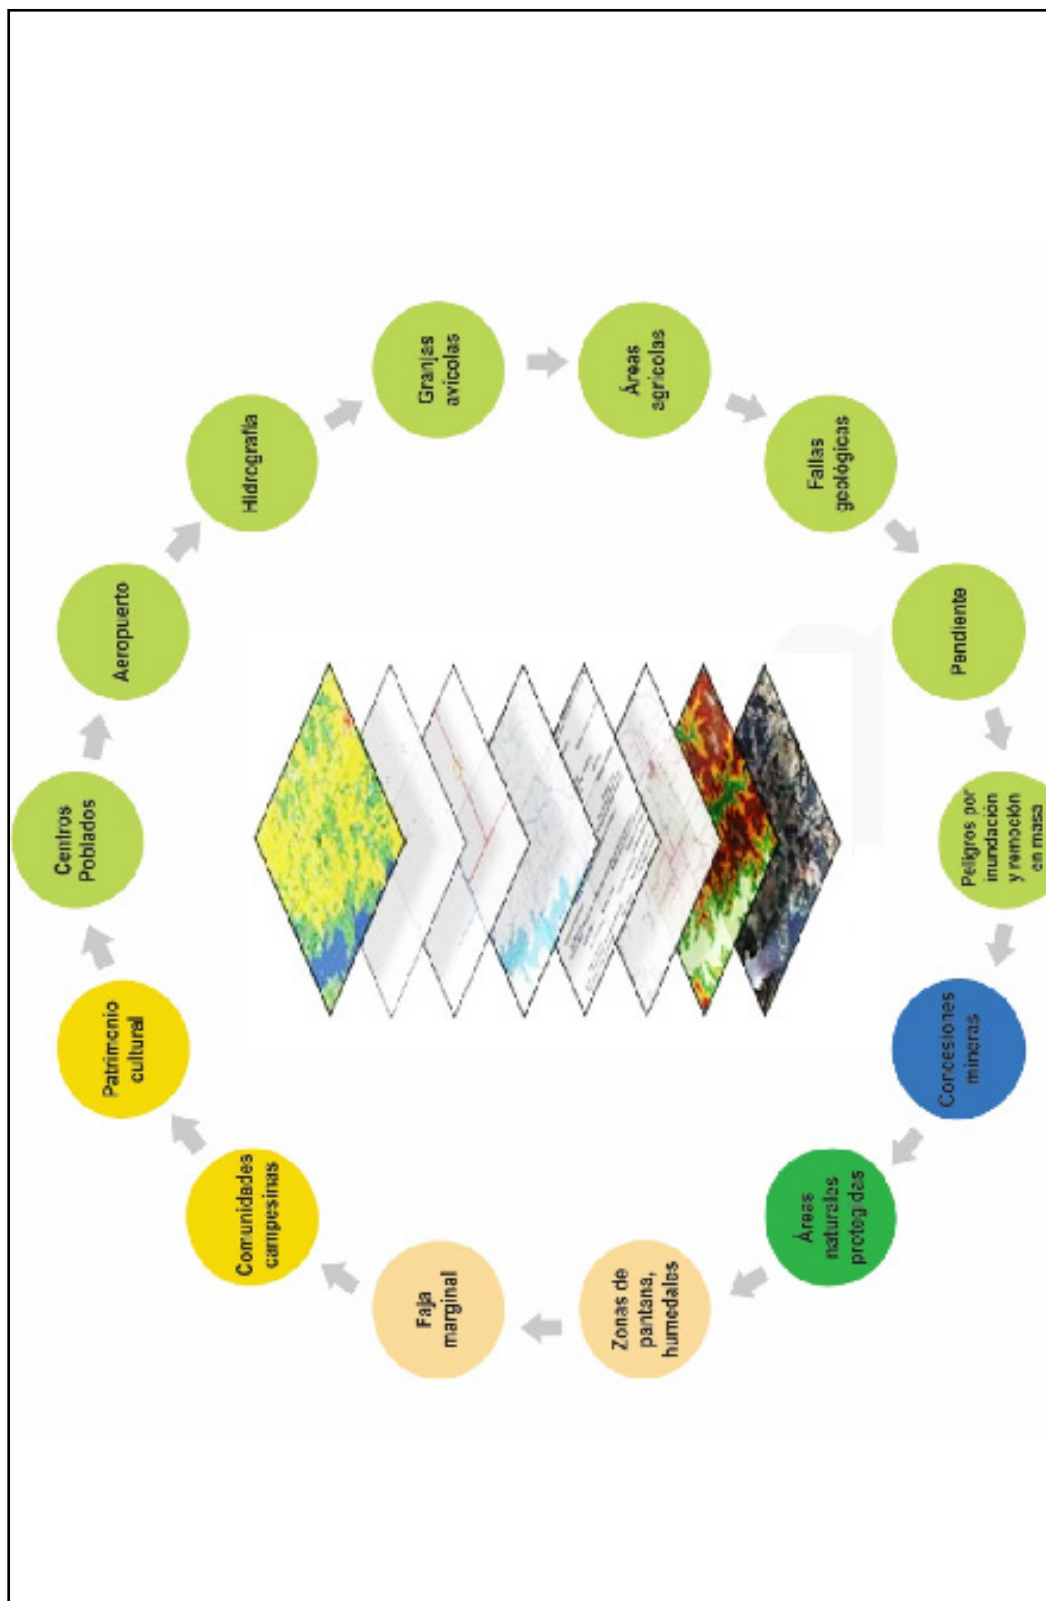 Centros
Poblados
Aeropuerto
Hidrografía
Granjas
avícolas
Áreas
agrícolas
Fallas
geológicas
Pendiente
Peligros por
inundación
y remoción
en masa
Concesiones
mineras
Áreas
naturales
protegidas
Zonas de
pantana,
humedales
Faja
marginal
Comunidades
campesinas
Patrimonio
cultural